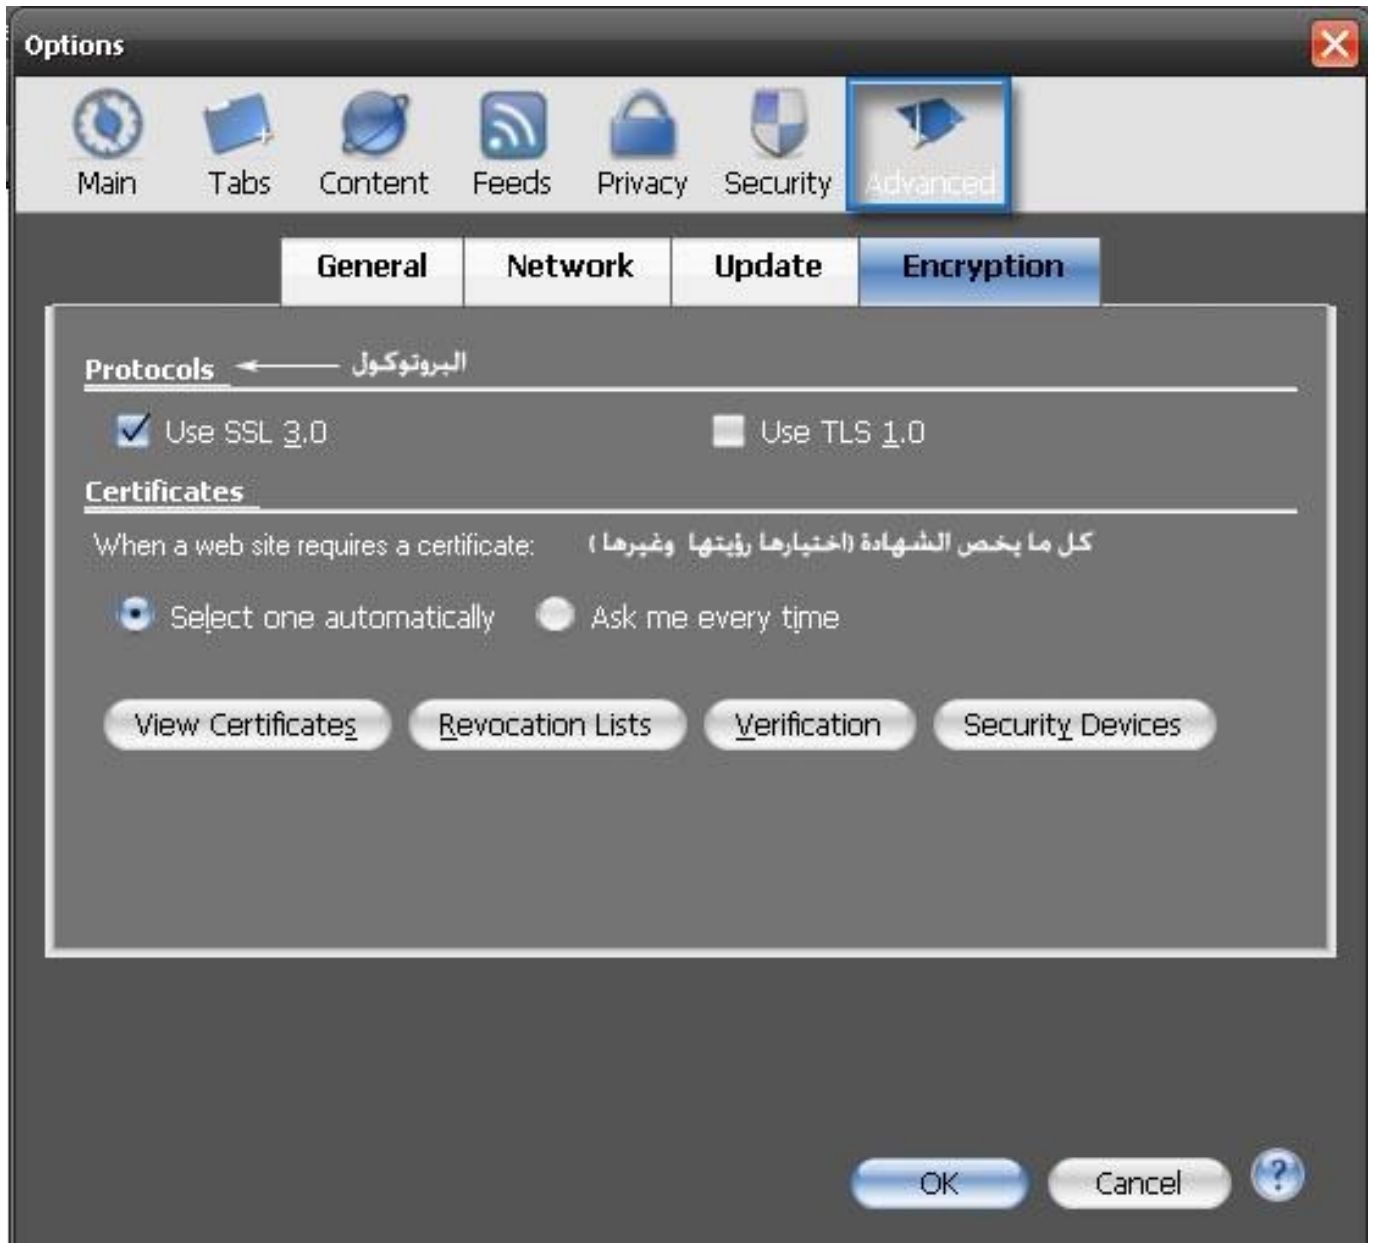 Options
Main Tabs Content Feeds Privacy Security Advanced
General Network Update Encryption
Protocols البروتوكول
Use SSL 3.0 Use TLS 1.0
Certificates
When a web site requires a certificate: كل ما يخص الشهادة (اختيارها رؤيتها وغيرها)
Select one automatically Ask me every time
View Certificates Revocation Lists Verification Security Devices
OK Cancel ?